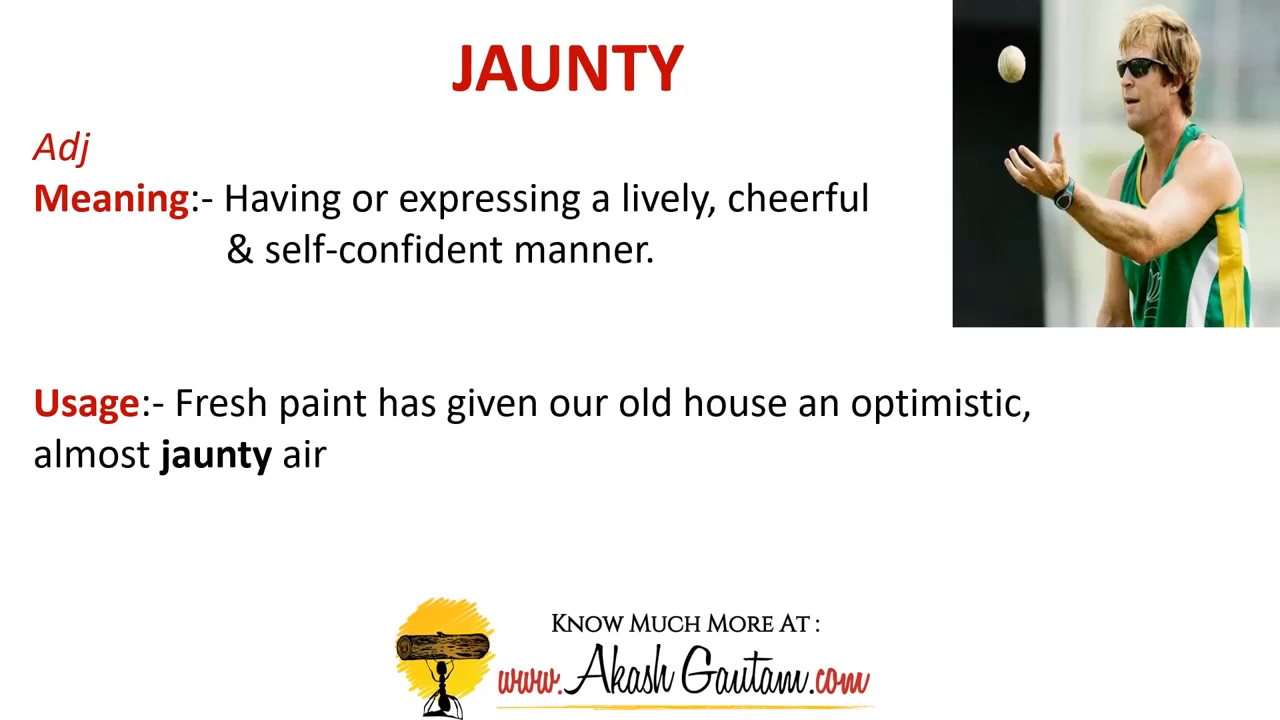 JAUNTY
Adj
Meaning:- Having or expressing a lively, cheerful
& self-confident manner.
Usage:- Fresh paint has given our old house an optimistic,
almost jaunty air
Know Much More At :
www.AkashGautam.com